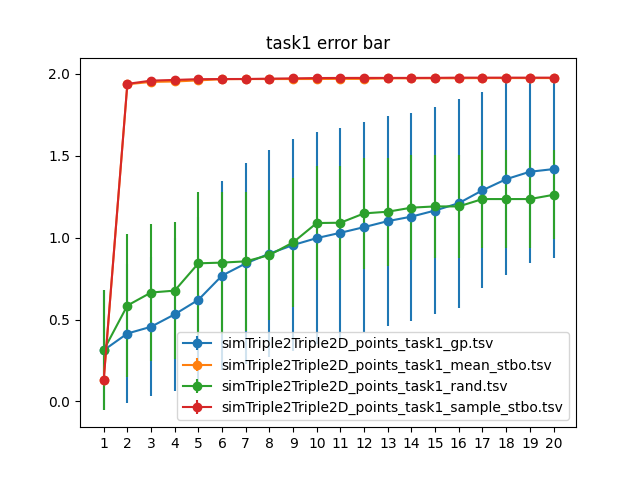 task1 error bar
2.0
1.5
1.0
0.5
0.0
simTriple2Triple2D_points_task1_gp.tsv
simTriple2Triple2D_points_task1_mean_stbo.tsv
simTriple2Triple2D_points_task1_rand.tsv
simTriple2Triple2D_points_task1_sample_stbo.tsv
1 2 3 4 5 6 7 8 9 10 11 12 13 14 15 16 17 18 19 20